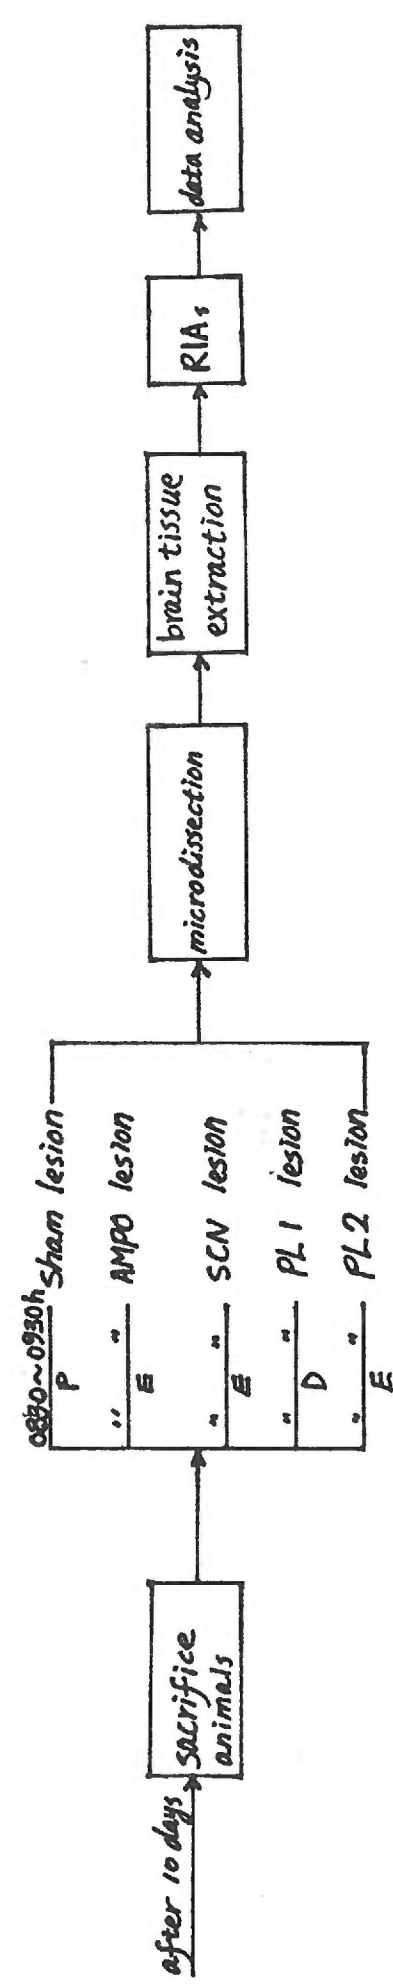 after 10 days
sacrifice
animals
0830~0930h
P
Sham lesion
" "
E
AMPO lesion
" "
E
SCN lesion
" "
D
PL1 lesion
" "
E
PL2 lesion
microdissection
brain tissue
extraction
RIAs
data analysis